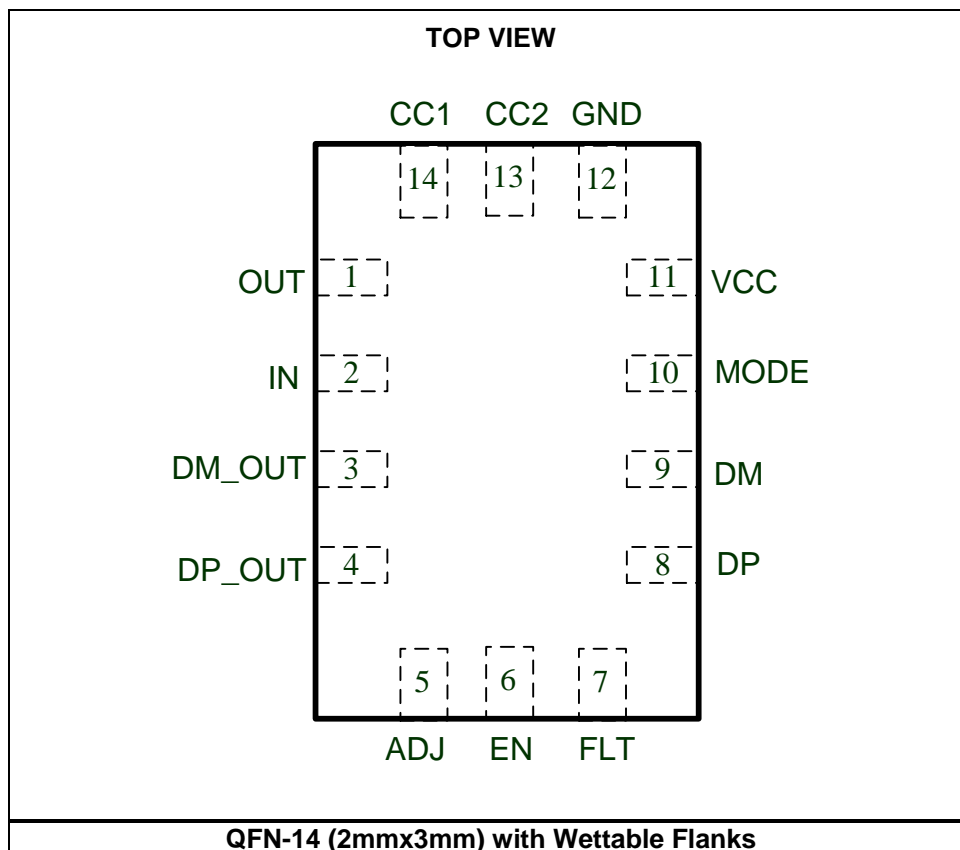 TOP VIEW
CC1 CC2 GND
14 13 12
OUT 1 11 VCC
IN 2 10 MODE
DM_OUT 3 9 DM
DP_OUT 4 8 DP
5 6 7
ADJ EN FLT
QFN-14 (2mmx3mm) with Wettable Flanks